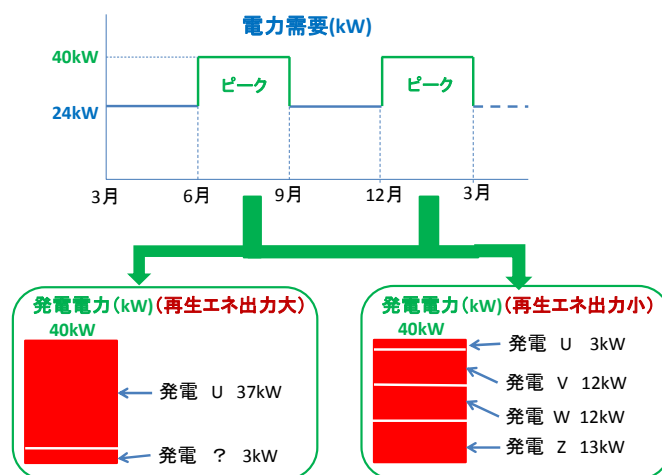 電力需要(kW)
40kW
ピーク
ピーク
24kW
3月
6月
9月
12月
3月
発電電力(kW)(再生エネ出力大)
40kW
発電 U 37kW
発電 ? 3kW
発電電力(kW)(再生エネ出力小)
40kW
発電 U 3kW
発電 V 12kW
発電 W 12kW
発電 Z 13kW